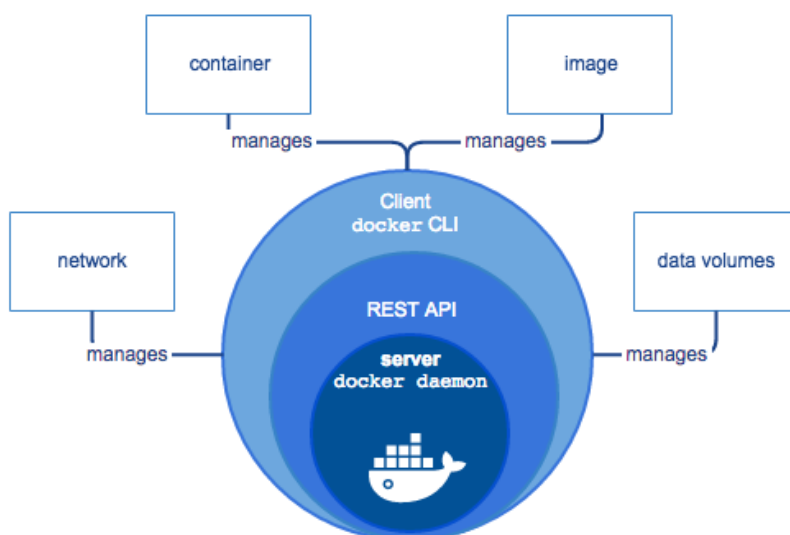 container
image
manages
manages
Client
docker CLI
network
data volumes
REST API
manages
server
manages
docker daemon